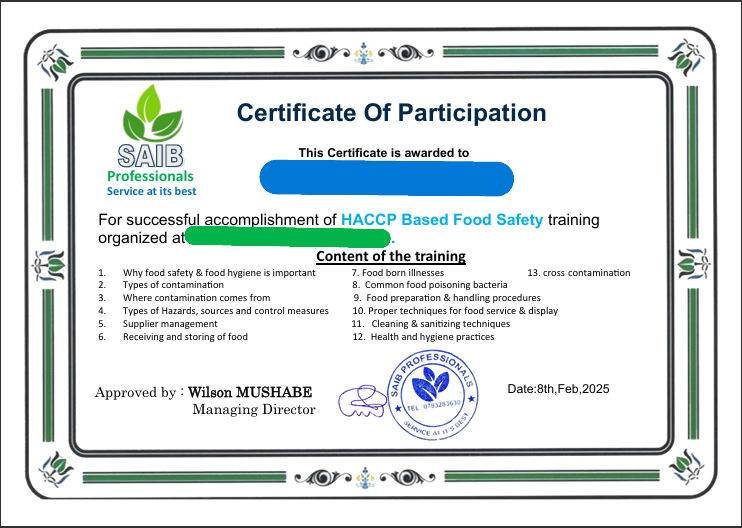 Certificate Of Participation
SAIB
Professionals
Service at its best
This Certificate is awarded to
For successful accomplishment of HACCP Based Food Safety training
organized at .
Content of the training
1. Why food safety & food hygiene is important
2. Types of contamination
3. Where contamination comes from
4. Types of Hazards, sources and control measures
5. Supplier management
6. Receiving and storing of food
7. Food born illnesses
8. Common food poisoning bacteria
9. Food preparation & handling procedures
10. Proper techniques for food service & display
11. Cleaning & sanitizing techniques
12. Health and hygiene practices
13. cross contamination
Approved by : Wilson MUSHABE
Managing Director
SAIB PROFESSIONALS
TEL 0783283630
SERVICE AT IT'S BEST
Date:8th,Feb,2025